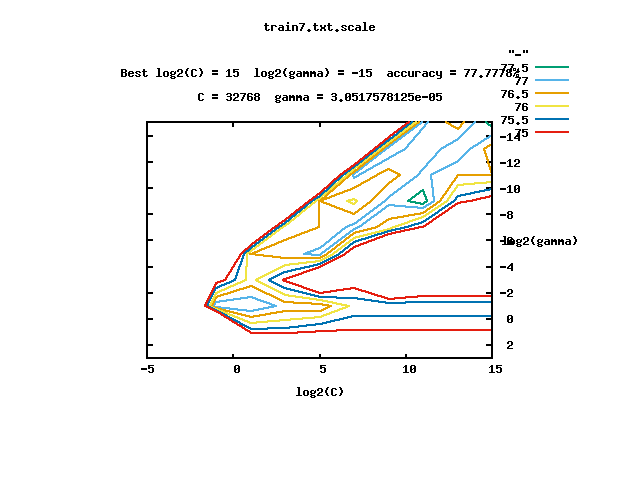 train7.txt.scale
"-"
Best log2(C) = 15  log2(gamma) = -15  accuracy = 77.7778%
77.5
77
C = 32768  gamma = 3.0517578125e-05
76.5
76
75.5
75
-14
-12
-10
-8
-6
log2(gamma)
-4
-2
0
2
-5 0 5 10 15
log2(C)